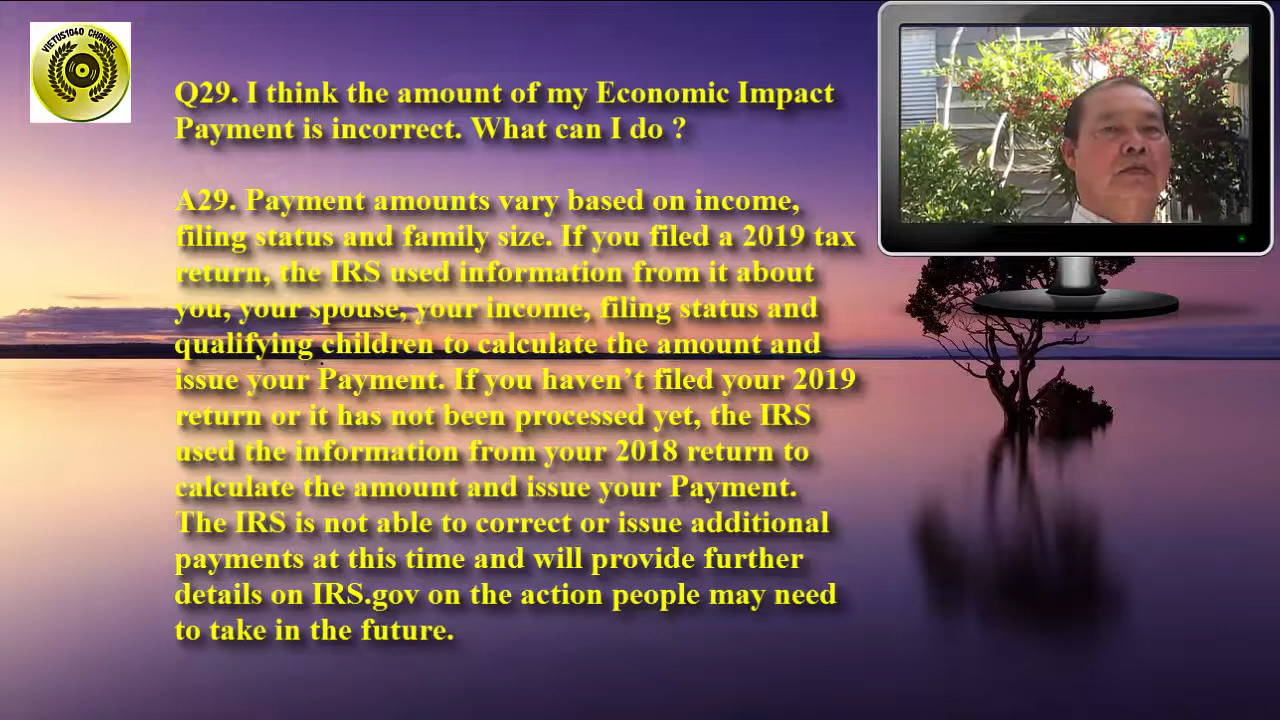 VIETUS1040 CHANNEL
Q29. I think the amount of my Economic Impact
Payment is incorrect. What can I do ?
A29. Payment amounts vary based on income,
filing status and family size. If you filed a 2019 tax
return, the IRS used information from it about
you, your spouse, your income, filing status and
qualifying children to calculate the amount and
issue your Payment. If you haven’t filed your 2019
return or it has not been processed yet, the IRS
used the information from your 2018 return to
calculate the amount and issue your Payment.
The IRS is not able to correct or issue additional
payments at this time and will provide further
details on IRS.gov on the action people may need
to take in the future.